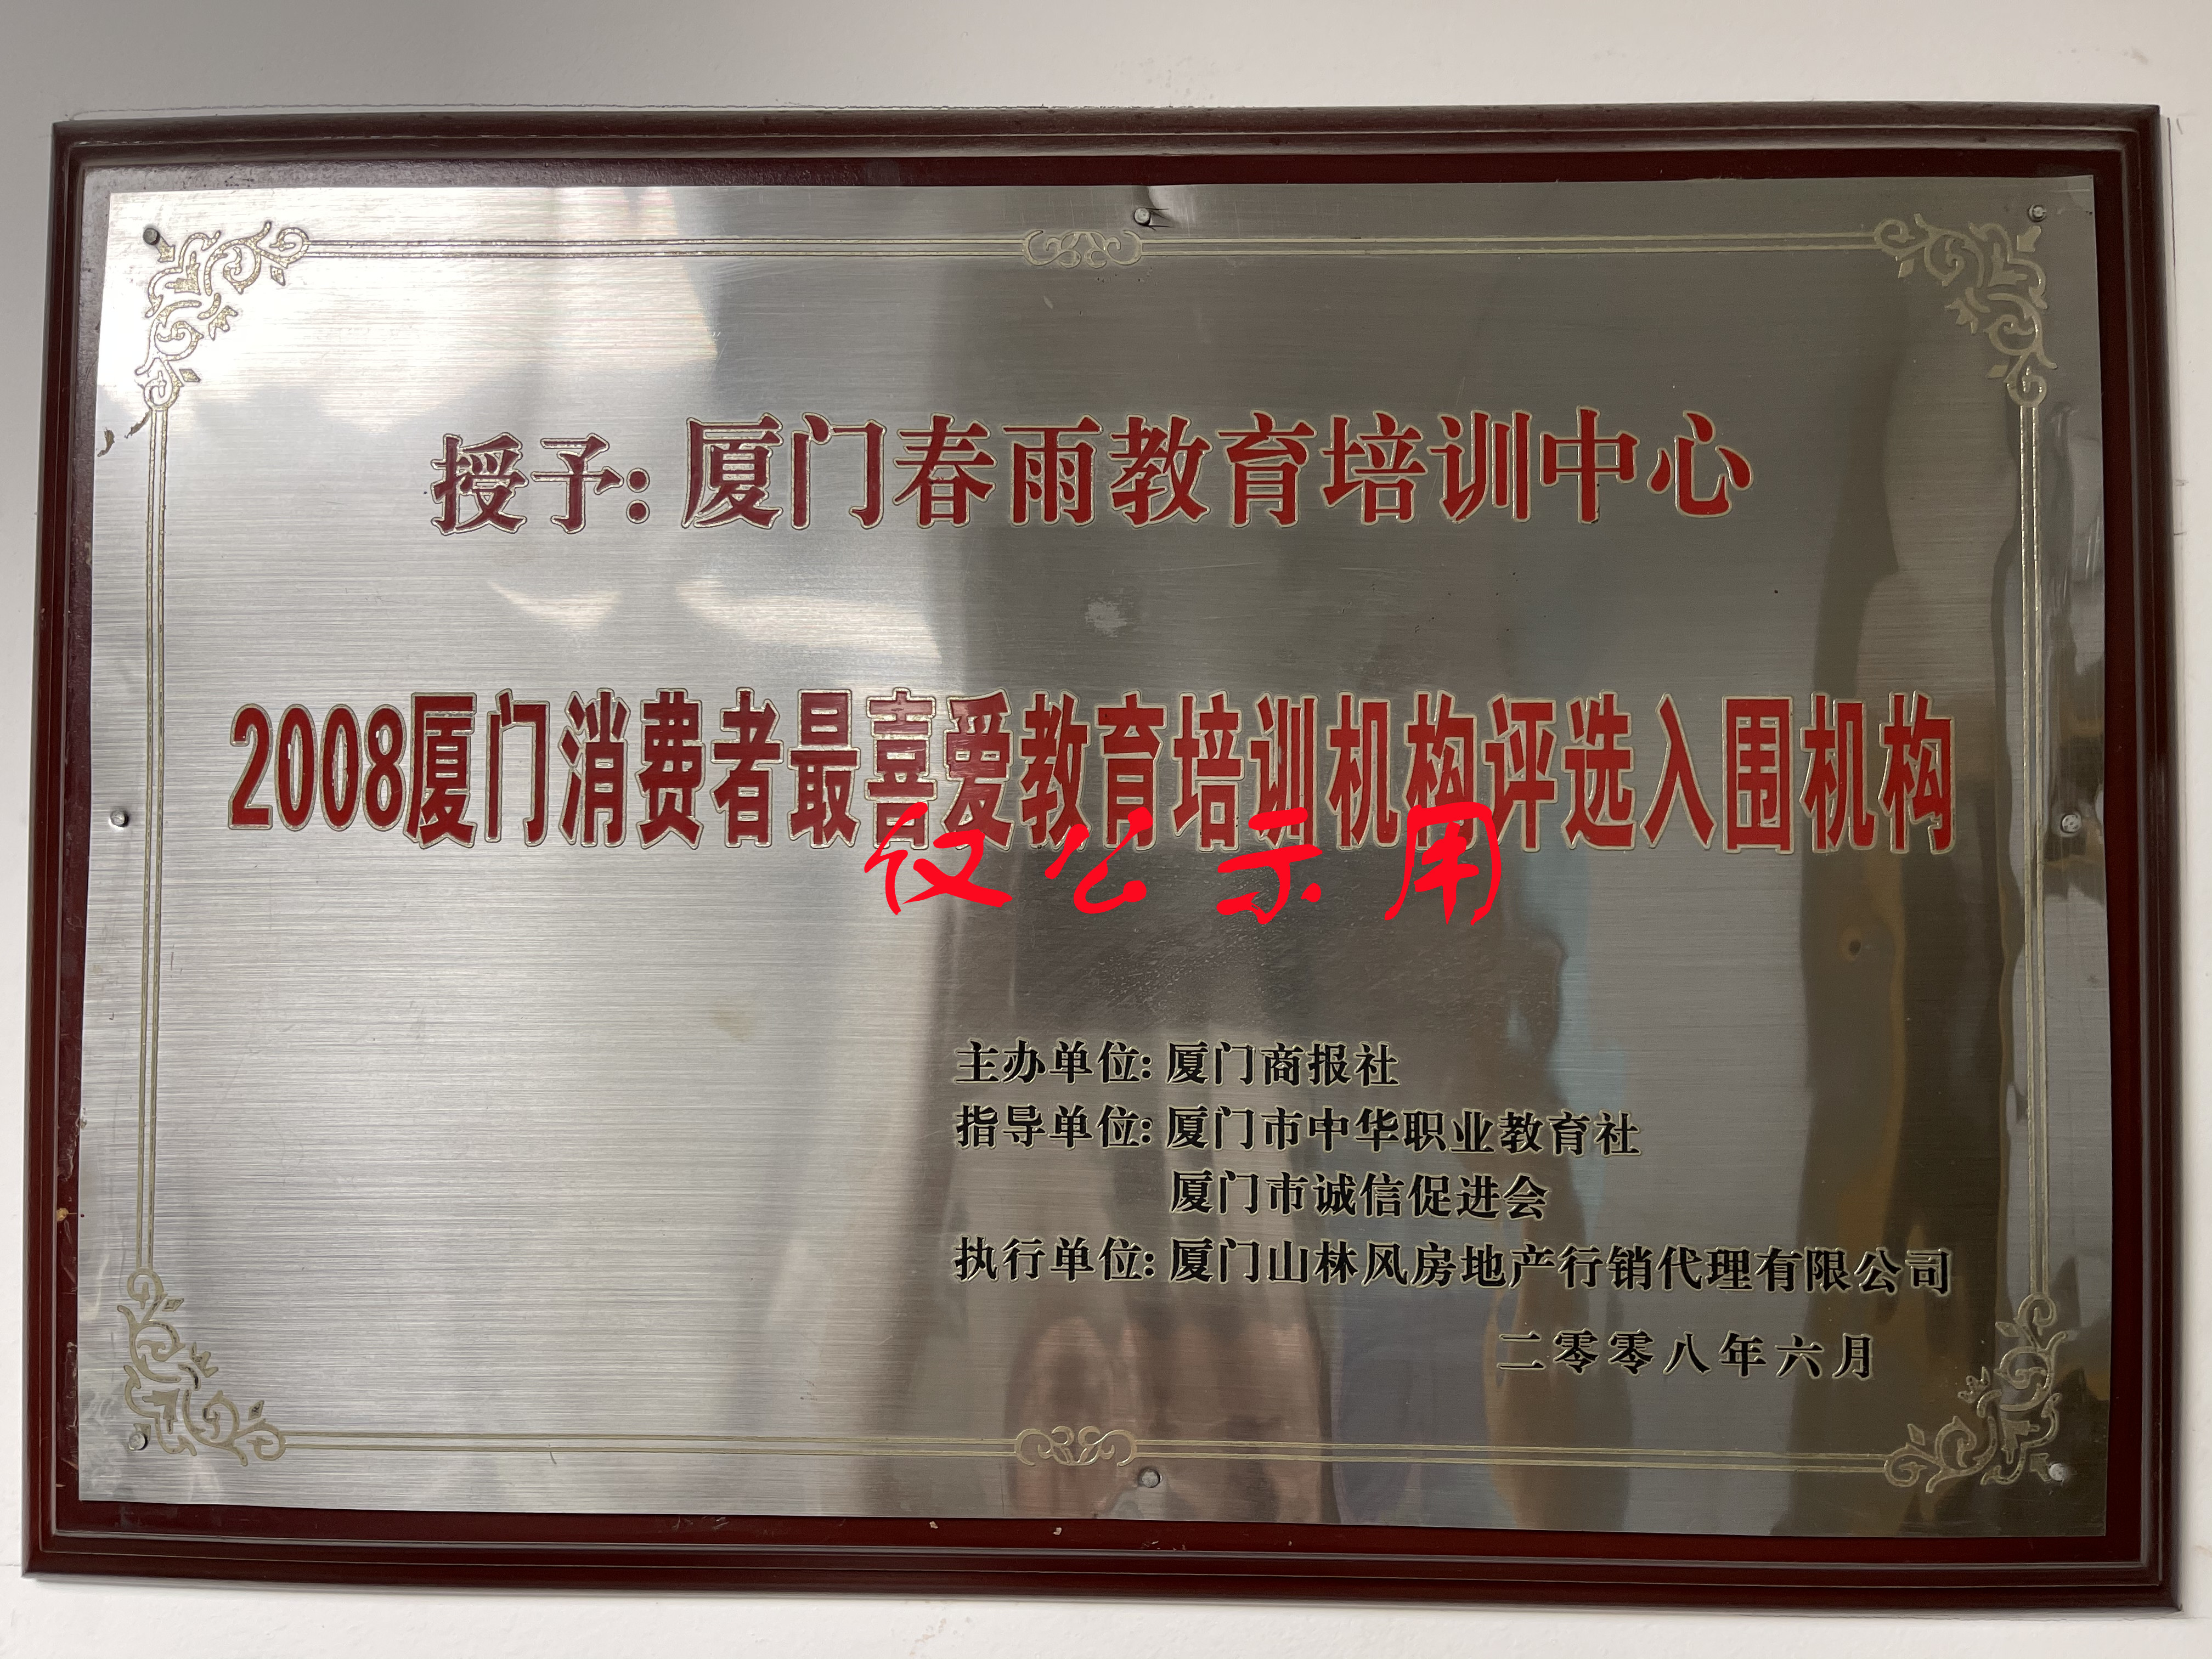 授予:厦门春雨教育培训中心
2008厦门消费者最喜爱教育培训机构评选入围机构
仅公示用
主办单位:厦门商报社
指导单位:厦门市中华职业教育社
厦门市诚信促进会
执行单位:厦门山林风房地产行销代理有限公司
二零零八年六月